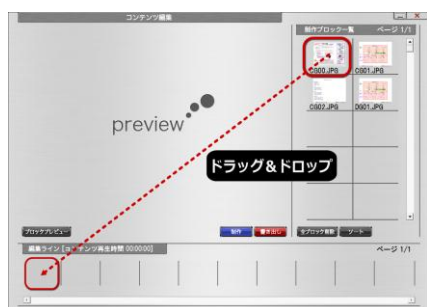 コンテンツ編集
制作ブロック一覧 ページ 1/1
CG00.JPG
CG01.JPG
CG02.JPG
DG01.JPG
preview
ドラッグ&ドロップ
ブロックプレビュー
制作
書き出し
全ブロック削除
ソート
編集ライン [コンテンツ再生時間 00:00:00]
ページ 1/1